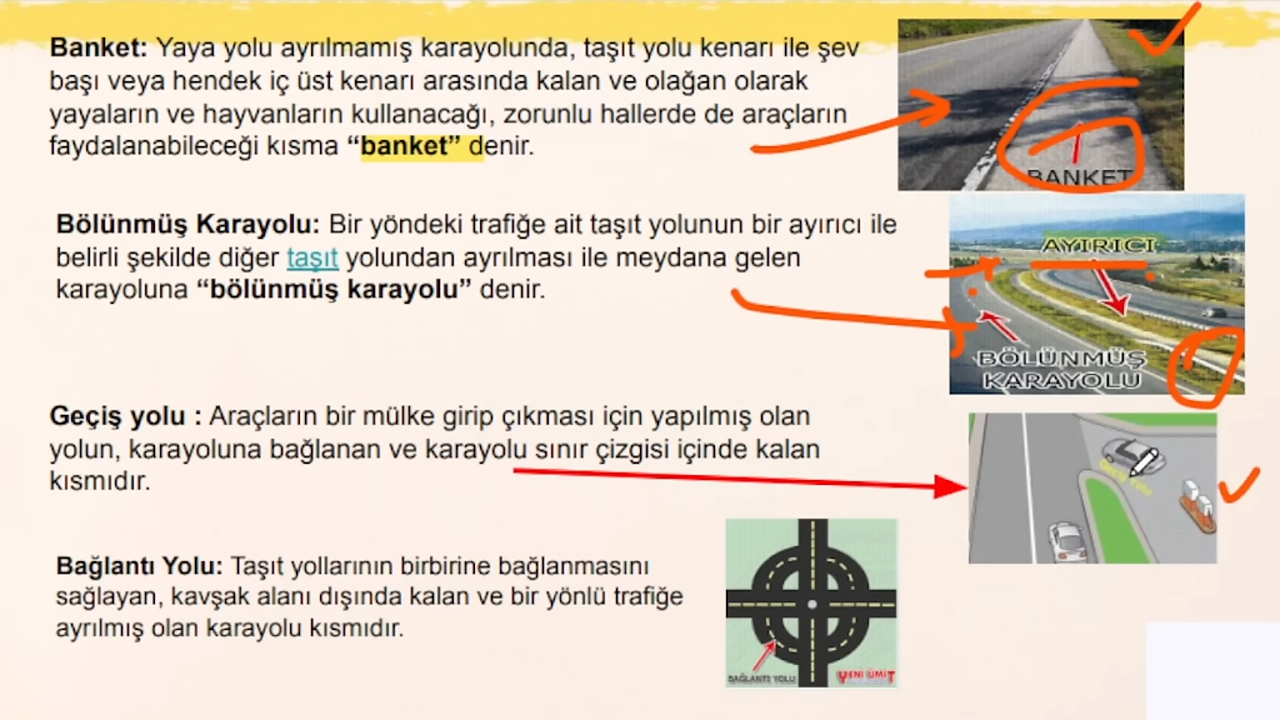 Banket: Yaya yolu ayrılmamış karayolunda, taşıt yolu kenarı ile şev
başı veya hendek iç üst kenarı arasında kalan ve olağan olarak
yayaların ve hayvanların kullanacağı, zorunlu hallerde de araçların
faydalanabileceği kısma “banket” denir.
BANKET
Bölünmüş Karayolu: Bir yöndeki trafiğe ait taşıt yolunun bir ayırıcı ile
belirli şekilde diğer taşıt yolundan ayrılması ile meydana gelen
karayoluna “bölünmüş karayolu” denir.
AYIRICI
BÖLÜNMÜŞ
KARAYOLU
Geçiş yolu : Araçların bir mülke girip çıkması için yapılmış olan
yolun, karayoluna bağlanan ve karayolu sınır çizgisi içinde kalan
kısmıdır.
Geçiş Yolu
Bağlantı Yolu: Taşıt yollarının birbirine bağlanmasını
sağlayan, kavşak alanı dışında kalan ve bir yönlü trafiğe
ayrılmış olan karayolu kısmıdır.
BAĞLANTI YOLU
YENİ ÜMİT